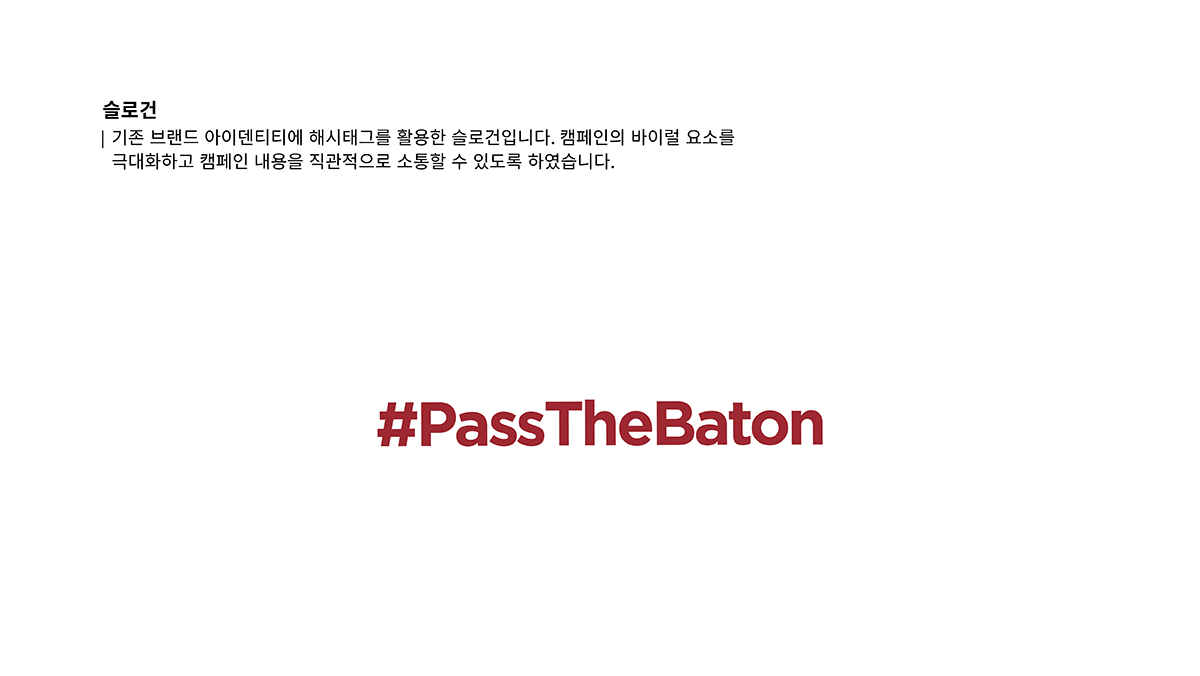 슬로건
| 기존 브랜드 아이덴티티에 해시태그를 활용한 슬로건입니다. 캠페인의 바이럴 요소를
극대화하고 캠페인 내용을 직관적으로 소통할 수 있도록 하였습니다.
#PassTheBaton